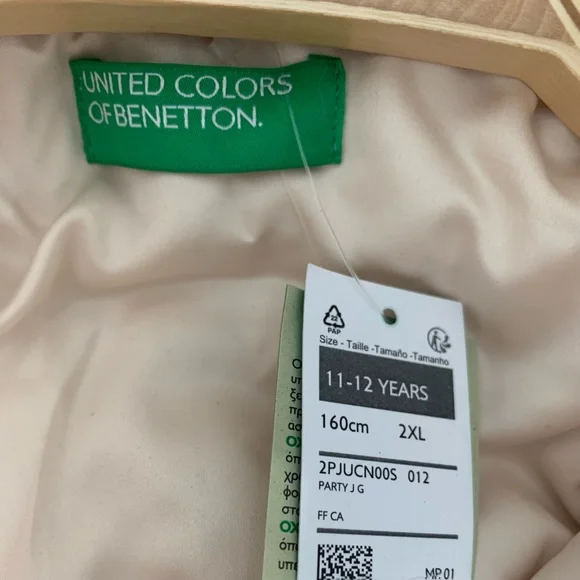 UNITED COLORS
OF BENETTON.
22
PAP
Size - Taille -Tamaño -Tamanho
11-12 YEARS
160cm 2XL
2PJUCN00S 012
PARTY J G
FF CA
MP 01